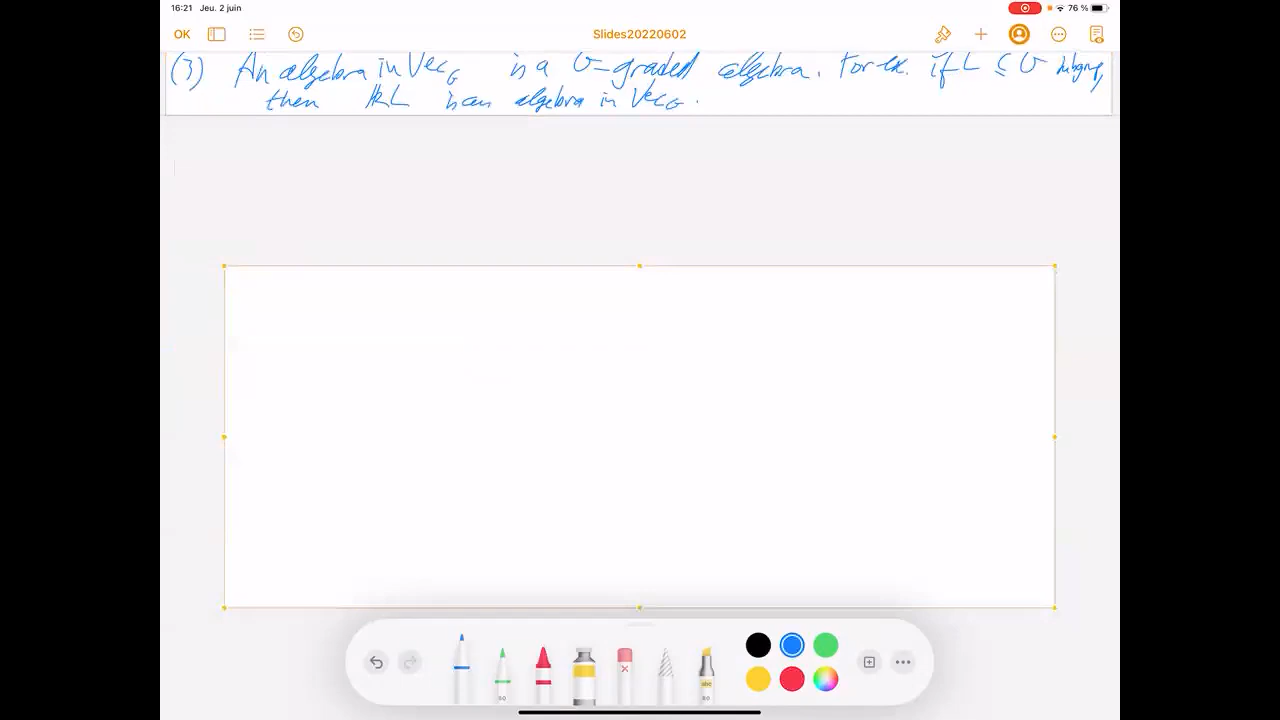 16:21 Jeu. 2 juin 76 %
OK Slides20220602
(3) An algebra in Vec_G is a G-graded algebra. For ex. if L ⊆ G subgroup,
then kL is an algebra in Vec_G.